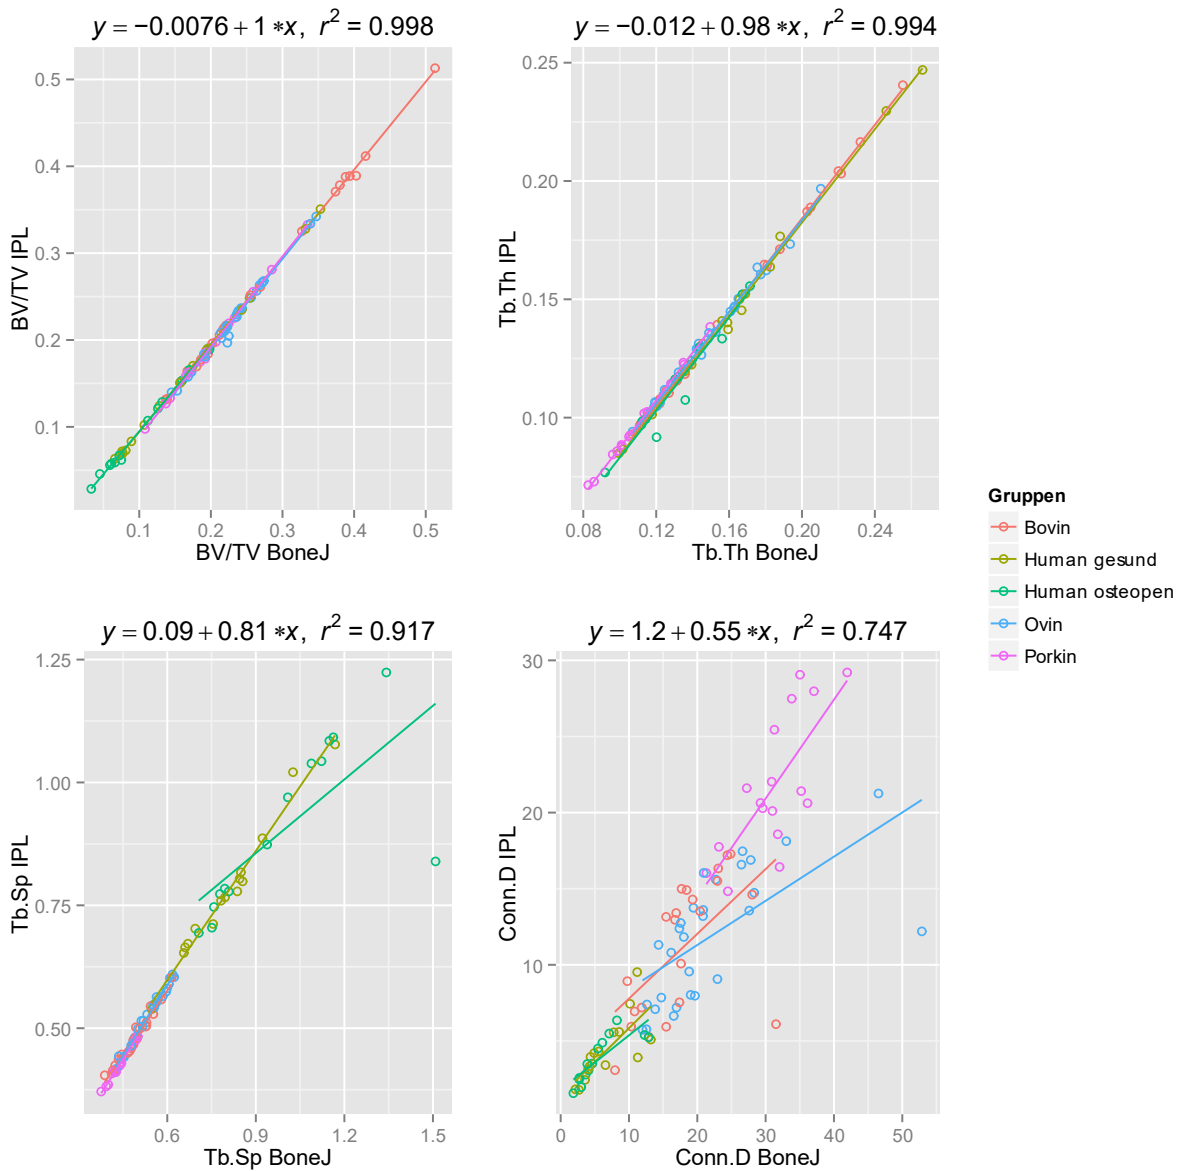 y = −0.0076 + 1 ∗x, r² = 0.998
0.5
0.4
0.3
0.2
0.1
BV/TV IPL
0.1 0.2 0.3 0.4 0.5
BV/TV BoneJ
y = −0.012 + 0.98 ∗x, r² = 0.994
0.25
0.20
0.15
0.10
Tb.Th IPL
0.08 0.12 0.16 0.20 0.24
Tb.Th BoneJ
Gruppen
Bovin
Human gesund
Human osteopen
Ovin
Porkin
y = 0.09 + 0.81 ∗x, r² = 0.917
1.25
1.00
0.75
0.50
Tb.Sp IPL
0.6 0.9 1.2 1.5
Tb.Sp BoneJ
y = 1.2 + 0.55 ∗x, r² = 0.747
30
20
10
Conn.D IPL
0 10 20 30 40 50
Conn.D BoneJ